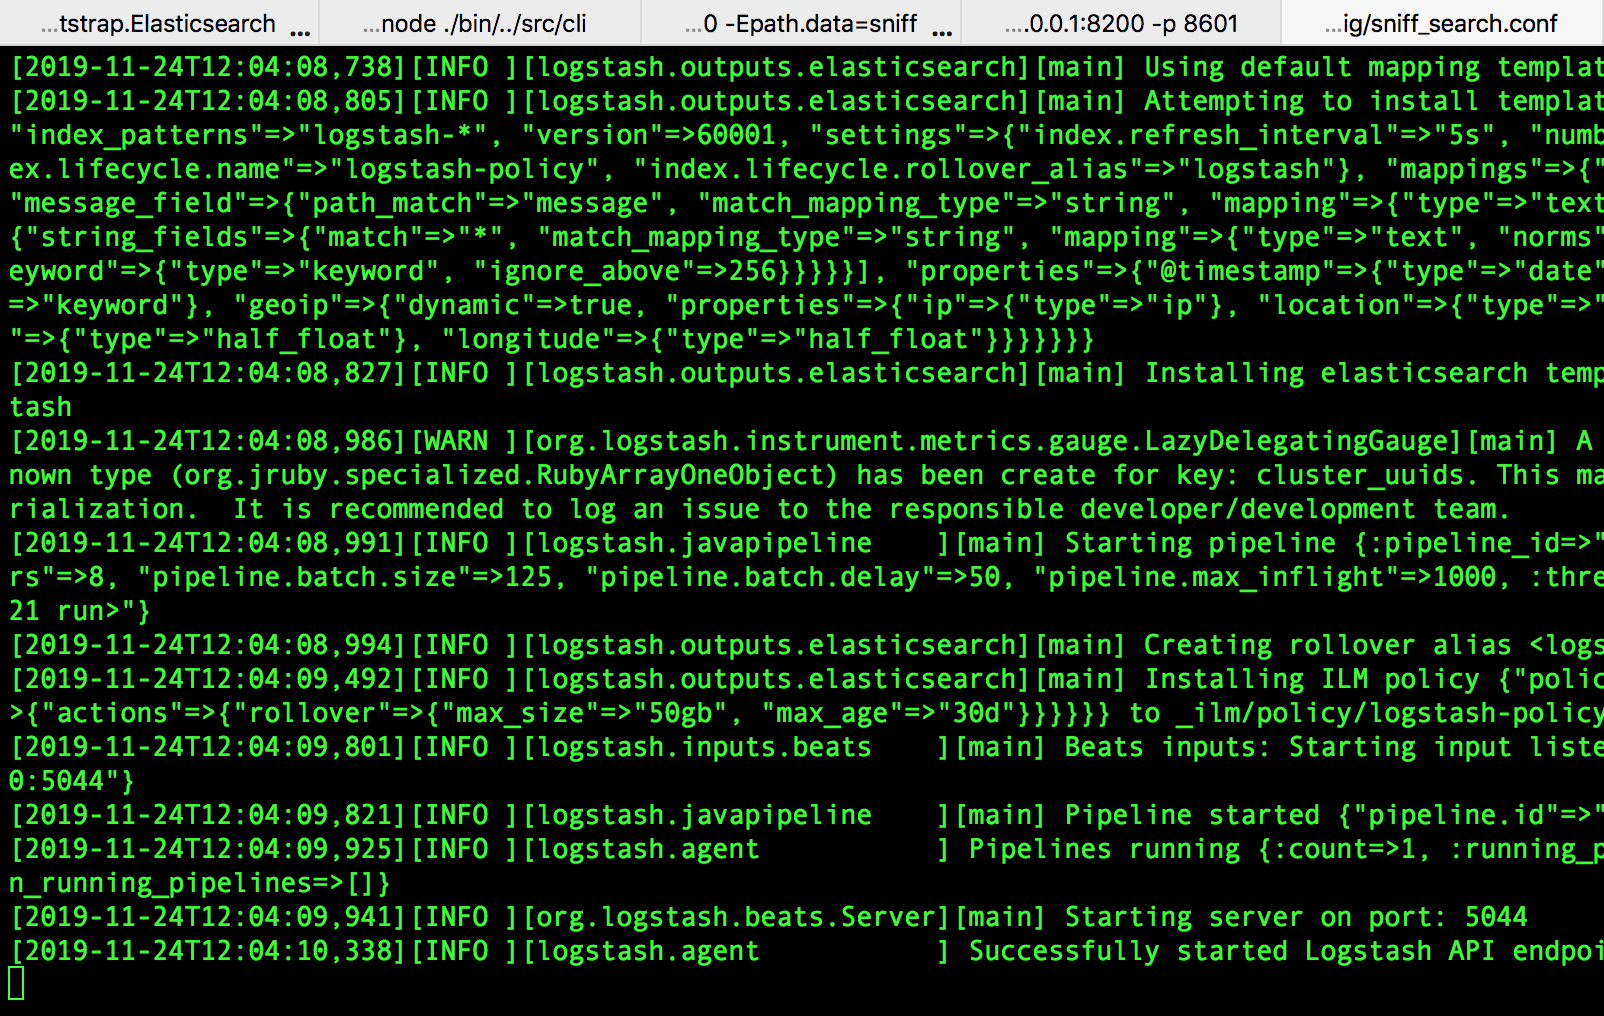 ...tstrap.Elasticsearch ... ...node ./bin/../src/cli ...0 -Epath.data=sniff ... ....0.0.1:8200 -p 8601 ...ig/sniff_search.conf
[2019-11-24T12:04:08,738][INFO ][logstash.outputs.elasticsearch][main] Using default mapping templat
[2019-11-24T12:04:08,805][INFO ][logstash.outputs.elasticsearch][main] Attempting to install templat
"index_patterns"=>"logstash-*", "version"=>60001, "settings"=>{"index.refresh_interval"=>"5s", "numb
ex.lifecycle.name"=>"logstash-policy", "index.lifecycle.rollover_alias"=>"logstash"}, "mappings"=>{"
"message_field"=>{"path_match"=>"message", "match_mapping_type"=>"string", "mapping"=>{"type"=>"text
{"string_fields"=>{"match"=>"*", "match_mapping_type"=>"string", "mapping"=>{"type"=>"text", "norms"
eyword"=>{"type"=>"keyword", "ignore_above"=>256}}}}}], "properties"=>{"@timestamp"=>{"type"=>"date"
=>"keyword"}, "geoip"=>{"dynamic"=>true, "properties"=>{"ip"=>{"type"=>"ip"}, "location"=>{"type"=>"
"=>{"type"=>"half_float"}, "longitude"=>{"type"=>"half_float"}}}}}}}
[2019-11-24T12:04:08,827][INFO ][logstash.outputs.elasticsearch][main] Installing elasticsearch temp
tash
[2019-11-24T12:04:08,986][WARN ][org.logstash.instrument.metrics.gauge.LazyDelegatingGauge][main] A
nown type (org.jruby.specialized.RubyArrayOneObject) has been create for key: cluster_uuids. This ma
rialization.  It is recommended to log an issue to the responsible developer/development team.
[2019-11-24T12:04:08,991][INFO ][logstash.javapipeline    ][main] Starting pipeline {:pipeline_id=>"
rs"=>8, "pipeline.batch.size"=>125, "pipeline.batch.delay"=>50, "pipeline.max_inflight"=>1000, :thre
21 run>"}
[2019-11-24T12:04:08,994][INFO ][logstash.outputs.elasticsearch][main] Creating rollover alias <logs
[2019-11-24T12:04:09,492][INFO ][logstash.outputs.elasticsearch][main] Installing ILM policy {"polic
>{"actions"=>{"rollover"=>{"max_size"=>"50gb", "max_age"=>"30d"}}}}}} to _ilm/policy/logstash-policy
[2019-11-24T12:04:09,801][INFO ][logstash.inputs.beats    ][main] Beats inputs: Starting input liste
0:5044"}
[2019-11-24T12:04:09,821][INFO ][logstash.javapipeline    ][main] Pipeline started {"pipeline.id"=>"
[2019-11-24T12:04:09,925][INFO ][logstash.agent           ] Pipelines running {:count=>1, :running_p
n_running_pipelines=>[]}
[2019-11-24T12:04:09,941][INFO ][org.logstash.beats.Server][main] Starting server on port: 5044
[2019-11-24T12:04:10,338][INFO ][logstash.agent           ] Successfully started Logstash API endpoi